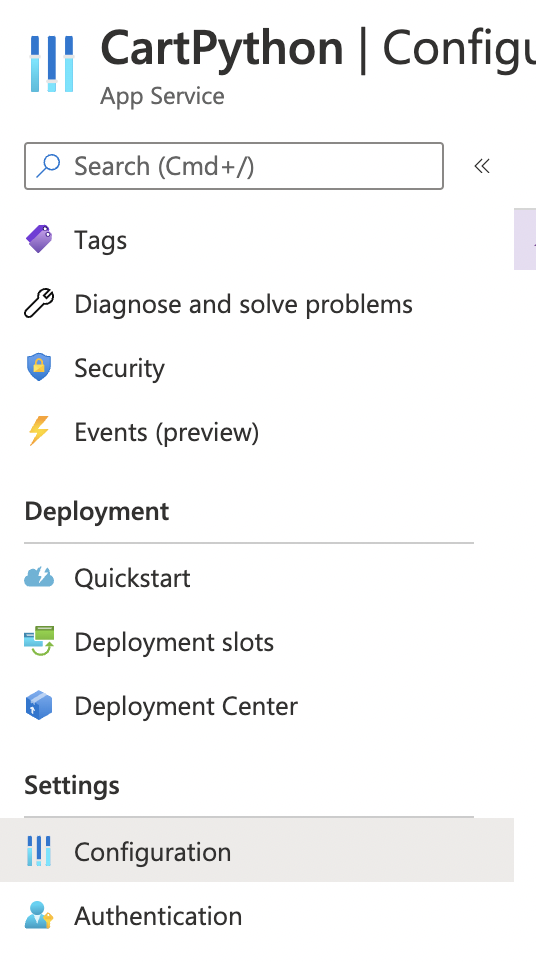 CartPython | Configu
App Service
Search (Cmd+/)
«
Tags
Diagnose and solve problems
Security
Events (preview)
Deployment
Quickstart
Deployment slots
Deployment Center
Settings
Configuration
Authentication